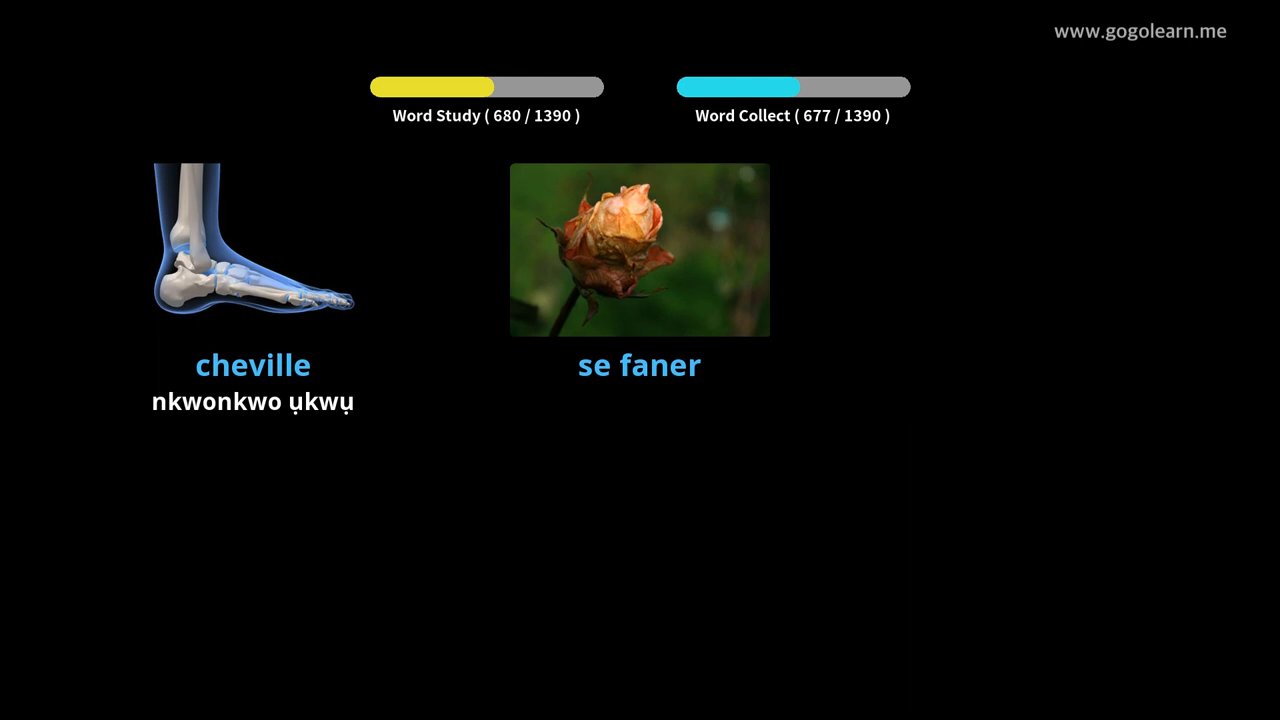 www.gogolearn.me
Word Study ( 680 / 1390 )
Word Collect ( 677 / 1390 )
cheville
nkwonkwo ụkwụ
se faner